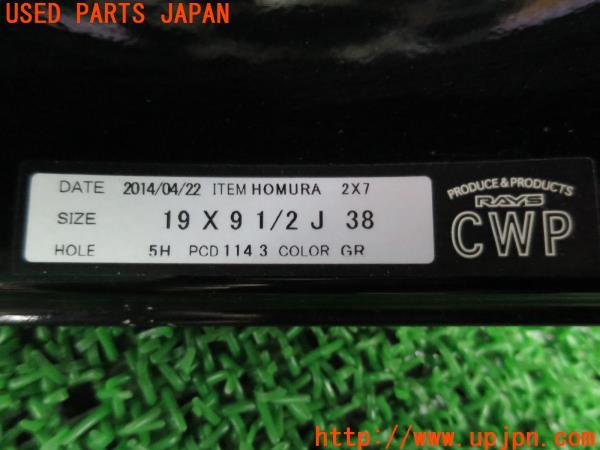 USED PARTS JAPAN
DATE 2014/04/22 ITEM HOMURA 2X7
SIZE 19 X 9 1/2 J 38
HOLE 5H PCD 114 3 COLOR GR
PRODUCE & PRODUCTS
RAYS
CWP
http://www.upjpn.com